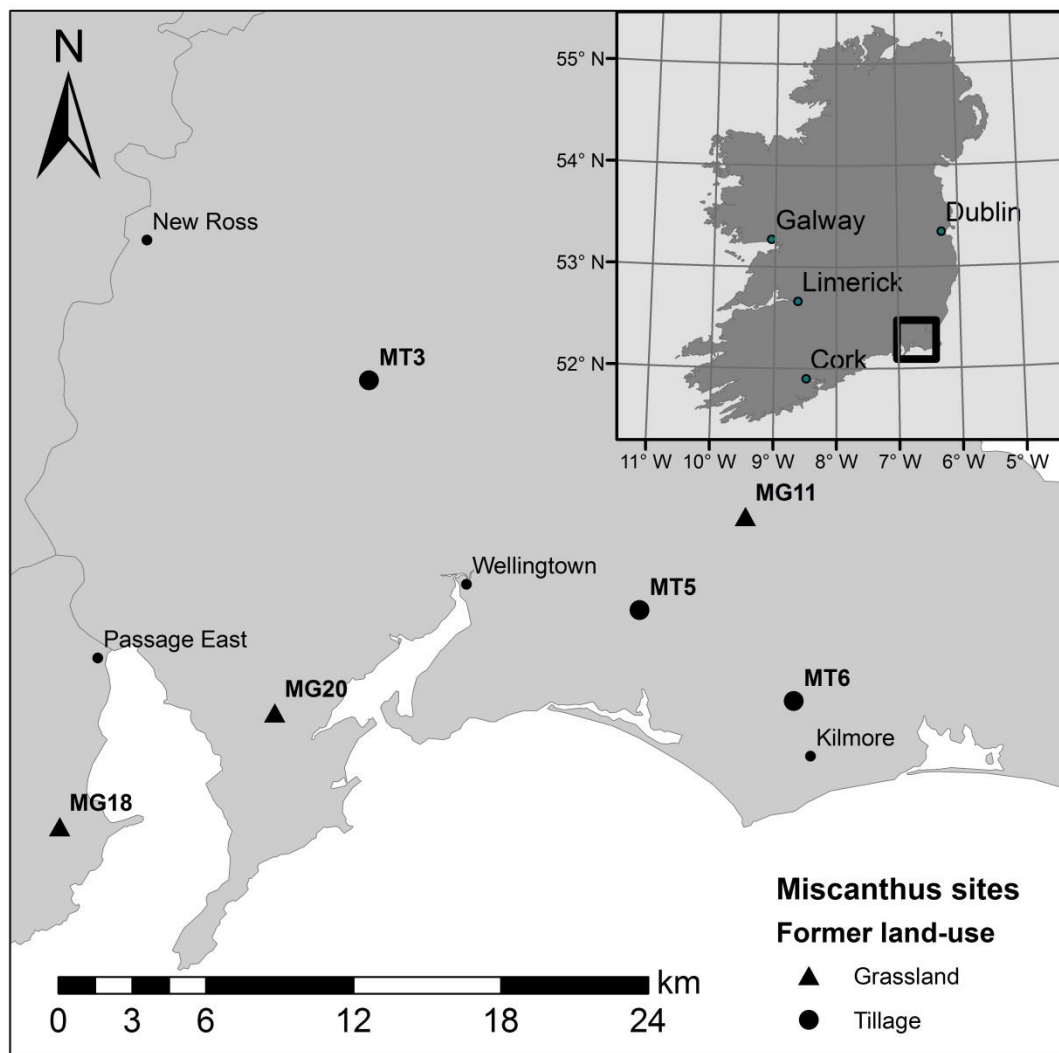 N
New Ross
MT3
55° N
54° N
53° N
52° N
Galway
Dublin
Limerick
Cork
11° W 10° W 9° W 8° W 7° W 6° W 5° W
MG11
Wellingtown
MT5
Passage East
MG20
MT6
Kilmore
MG18
Miscanthus sites
Former land-use
Grassland
Tillage
km
0 3 6 12 18 24